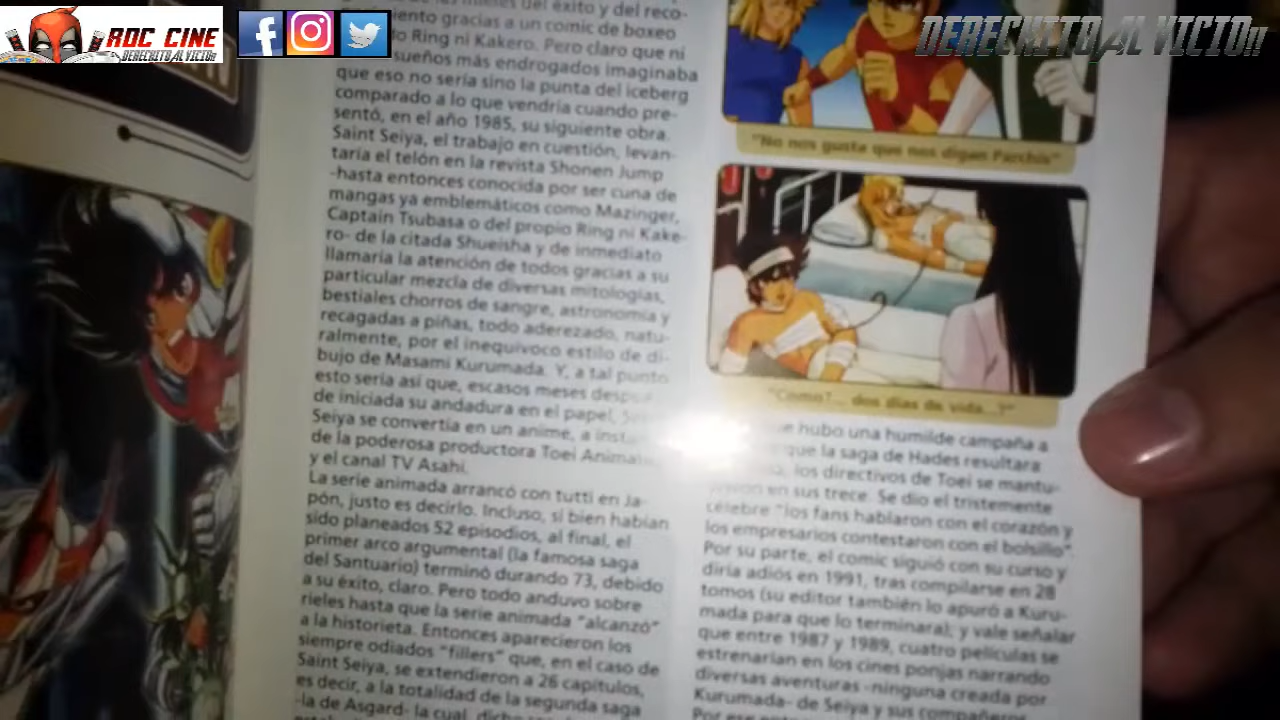 ROC CINE
DERECHITO AL VICIO!!
DERECHITO AL VICIO!!
del éxito y del reco-
gracias a un comic de boxeo
Ring ni Kakero. Pero claro que ni
sueños más endrogados imaginaba
que eso no sería sino la punta del iceberg
comparado a lo que vendría cuando pre-
sentó, en el año 1985, su siguiente obra.
Saint Seiya, el trabajo en cuestión, levan-
taría el telón en la revista Shonen Jump
-hasta entonces conocida por ser cuna de
mangas ya emblemáticos como Mazinger,
Captain Tsubasa o del propio Ring ni Kake-
ro- de la citada Shueisha y de inmediato
llamaría la atención de todos gracias a su
particular mezcla de diversas mitologías,
bestiales chorros de sangre, astronomía y
recagadas a piñas, todo aderezado, natu-
ralmente, por el inequívoco estilo de di-
bujo de Masami Kurumada. Y, a tal punto
esto sería así que, escasos meses
de iniciada su andadura en el papel,
Seiya se convertía en un anime, a
de la poderosa productora Toei
y el canal TV Asahi.
La serie animada arrancó con tutti en Ja-
pón, justo es decirlo. Incluso, si bien habían
sido planeados 52 episodios, al final, el
primer arco argumental (la famosa saga
del Santuario) terminó durando 73, debido
a su éxito, claro. Pero todo anduvo sobre
rieles hasta que la serie animada "alcanzó"
a la historieta. Entonces aparecieron los
siempre odiados "fillers" que, en el caso de
Saint Seiya, se extendieron a 26 capítulos,
es decir, a la totalidad de la segunda saga
-la de Asgard- la cual,
"No nos gusta que nos digan Parchís"
"Cómo?... dos días de vida...?"
hubo una humilde campaña a
que la saga de Hades resultara
los directivos de Toei se mantu-
en sus trece. Se dio el tristemente
célebre "los fans hablaron con el corazón y
los empresarios contestaron con el bolsillo".
Por su parte, el comic siguió con su curso y
diría adiós en 1991, tras compilarse en 28
tomos (su editor también lo apuró a Kuru-
mada para que lo terminara); y vale señalar
que entre 1987 y 1989, cuatro películas se
estrenarían en los cines ponjas narrando
diversas aventuras -ninguna creada por
Kurumada- de Seiya y sus compañeros.
Por ese